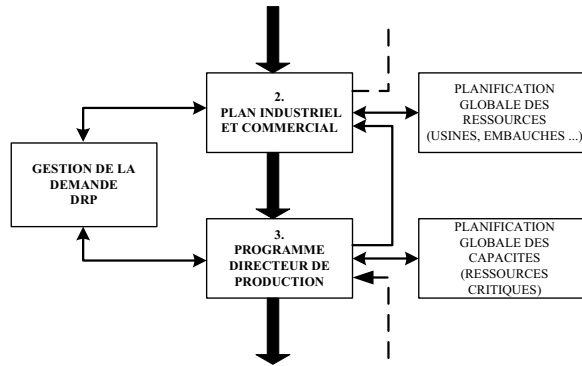 2.
PLAN INDUSTRIEL
ET COMMERCIAL
PLANIFICATION
GLOBALE DES
RESSOURCES
(USINES, EMBAUCHES ...)
GESTION DE LA
DEMANDE
DRP
3.
PROGRAMME
DIRECTEUR DE
PRODUCTION
PLANIFICATION
GLOBALE DES
CAPACITES
(RESSOURCES
CRITIQUES)